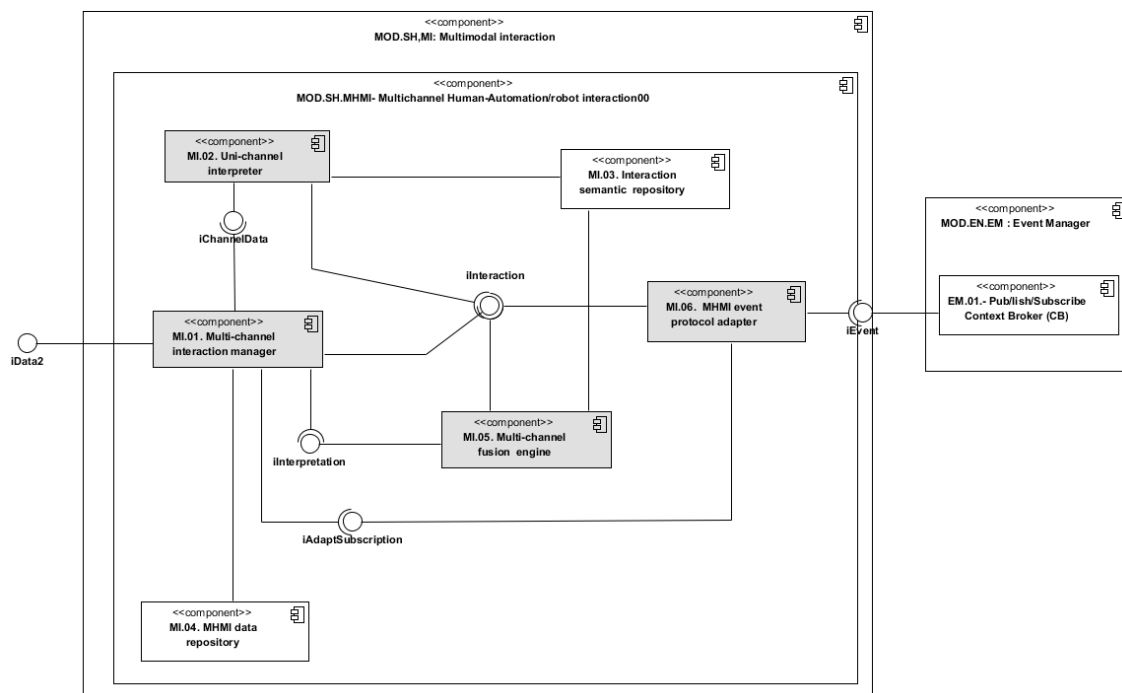 <<component>>
MOD.SH,MI: Multimodal interaction
<<component>>
MOD.SH.MHMI- Multichannel Human-Automation/robot interaction00
<<component>>
MI.02. Uni-channel
interpreter
<<component>>
MI.03. Interaction
semantic repository
iChannelData
iInteraction
<<component>>
MI.01. Multi-channel
interaction manager
iData2
<<component>>
MI.06. MHMI event
protocol adapter
iEvent
<<component>>
MOD.EN.EM : Event Manager
<<component>>
EM.01.- Pub/lish/Subscribe
Context Broker (CB)
<<component>>
MI.05. Multi-channel
fusion engine
iInterpretation
iAdaptSubscription
<<component>>
MI.04. MHMI data
repository